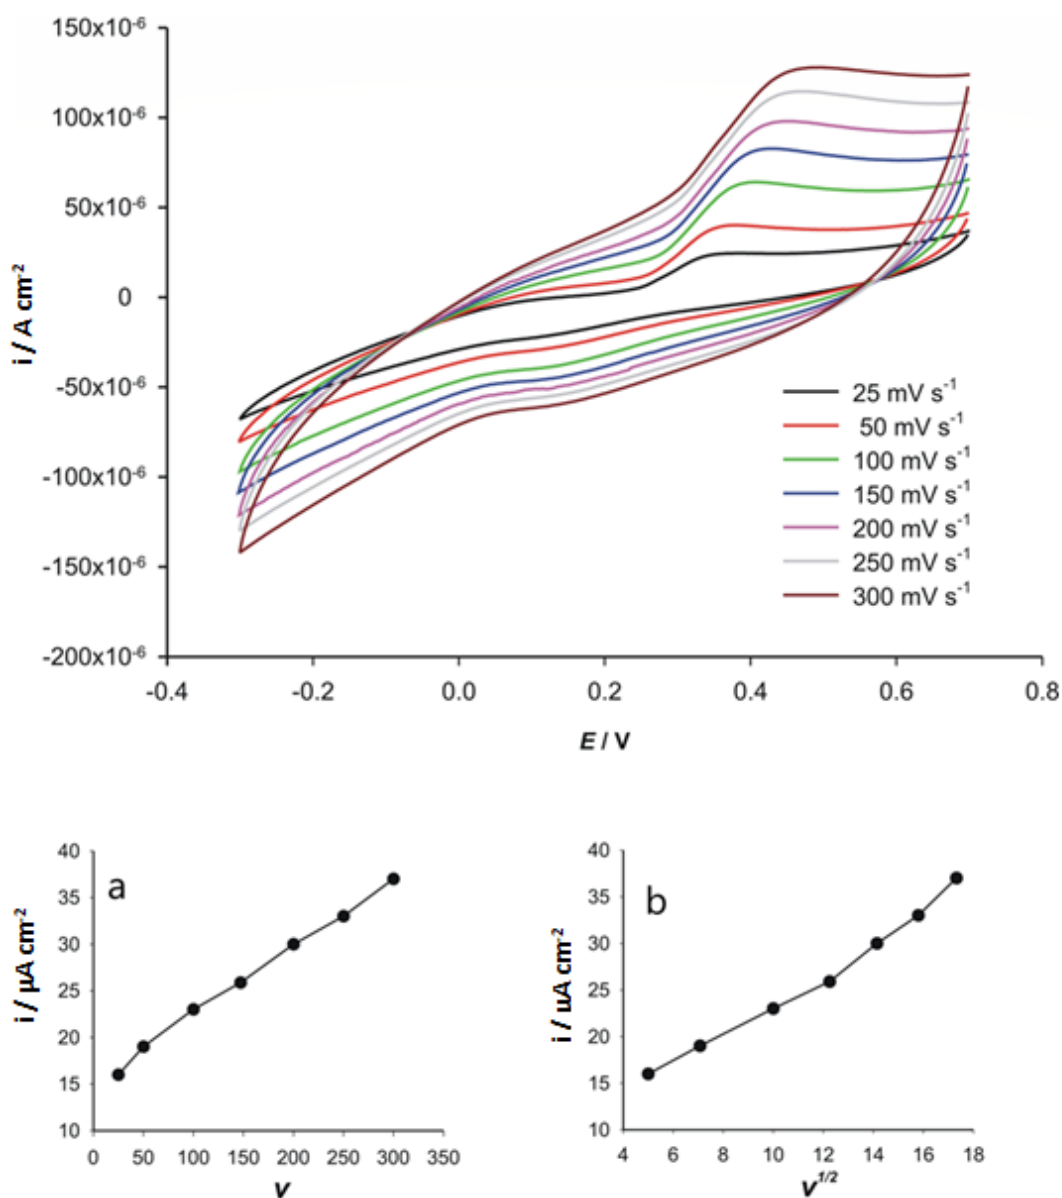 150x10⁻⁶
100x10⁻⁶
50x10⁻⁶
0
-50x10⁻⁶
-100x10⁻⁶
-150x10⁻⁶
-200x10⁻⁶
i / A cm⁻²
25 mV s⁻¹
50 mV s⁻¹
100 mV s⁻¹
150 mV s⁻¹
200 mV s⁻¹
250 mV s⁻¹
300 mV s⁻¹
-0.4 -0.2 0.0 0.2 0.4 0.6 0.8
E / V
a
40
35
30
25
20
15
10
i / µA cm⁻²
0 50 100 150 200 250 300 350
v
b
40
35
30
25
20
15
10
i / µA cm⁻²
4 6 8 10 12 14 16 18
v¹ᐟ²